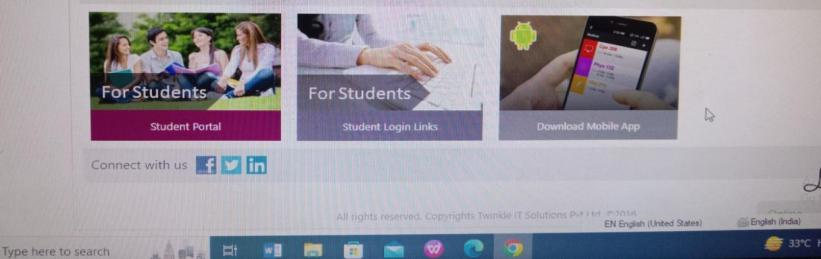 For Students
Student Portal
For Students
Student Login Links
Download Mobile App
Connect with us
All rights reserved. Copyrights Twinkle IT Solutions Pvt Ltd. ©2016
EN English (United States)
English (India)
Type here to search
33°C